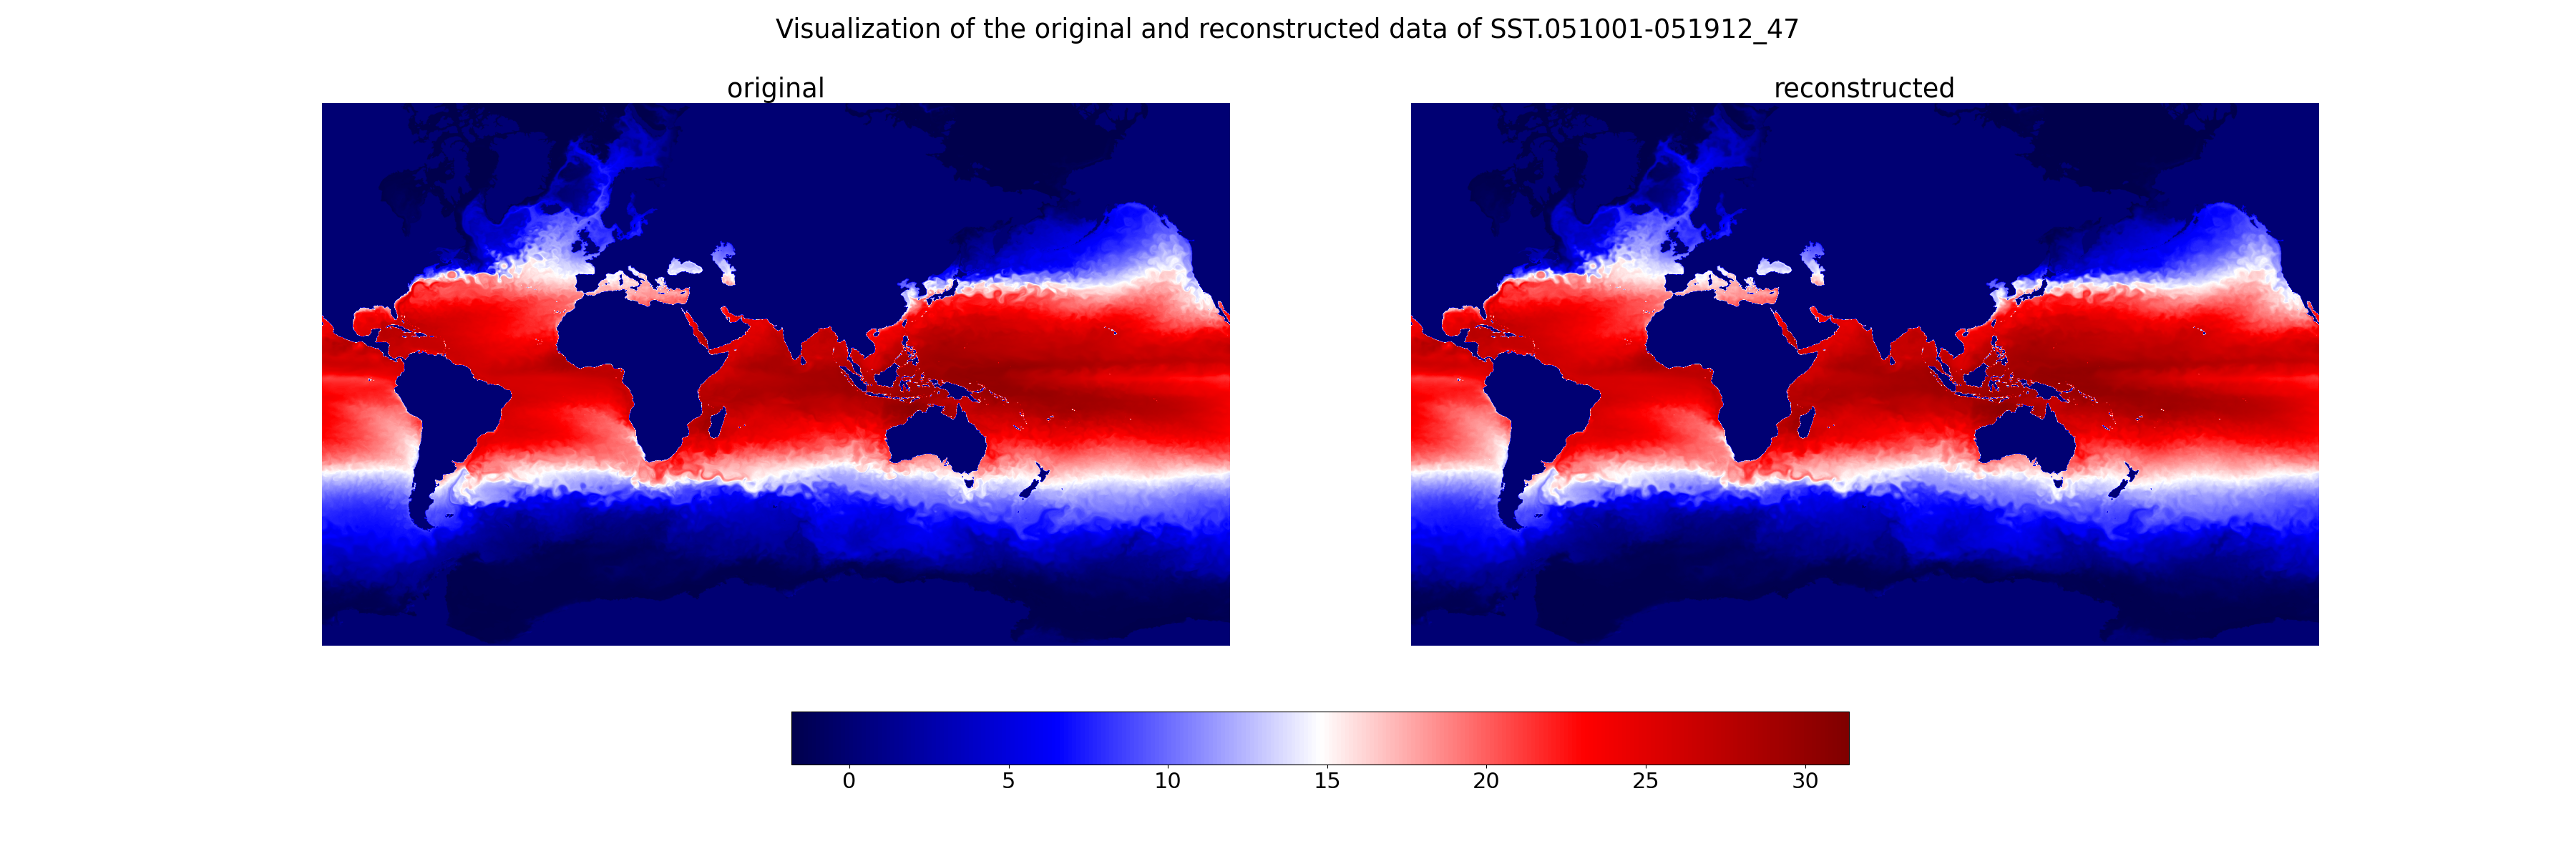 Visualization of the original and reconstructed data of SST.051001-051912_47
original
reconstructed
0 5 10 15 20 25 30